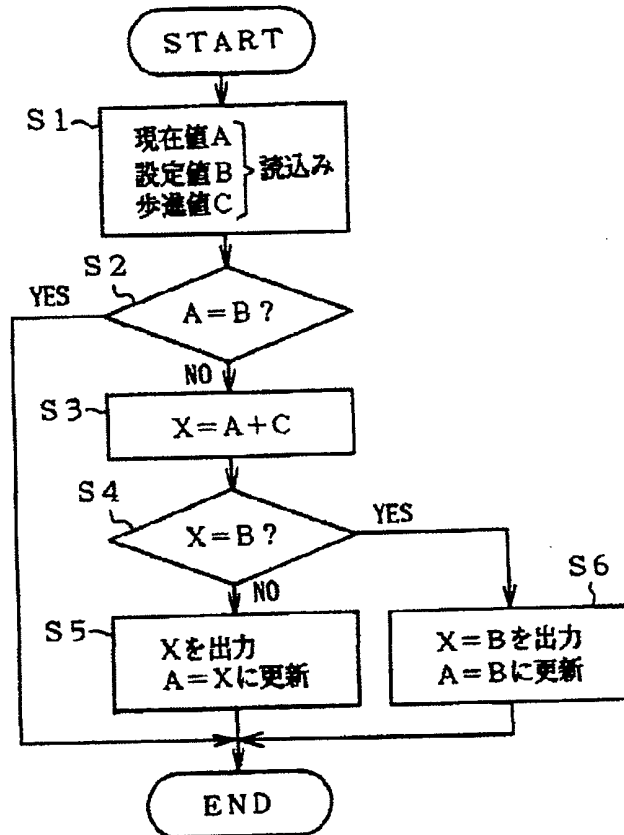 START
S1
現在値A
設定値B
歩進値C
読込み
S2
YES
A=B?
NO
S3
X=A+C
S4
X=B?
YES
NO
S5
Xを出力
A=Xに更新
S6
X=Bを出力
A=Bに更新
END